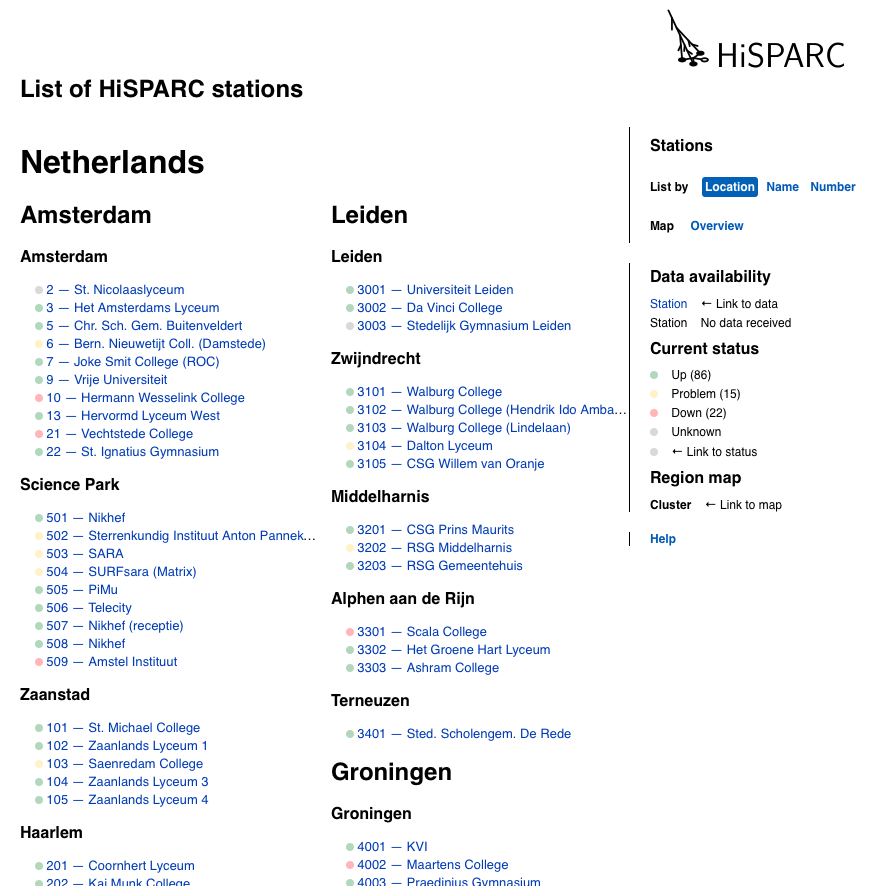 HiSPARC
List of HiSPARC stations
Netherlands
Amsterdam
Amsterdam
2 — St. Nicolaaslyceum
3 — Het Amsterdams Lyceum
5 — Chr. Sch. Gem. Buitenveldert
6 — Bern. Nieuwetijt Coll. (Damstede)
7 — Joke Smit College (ROC)
9 — Vrije Universiteit
10 — Hermann Wesselink College
13 — Hervormd Lyceum West
21 — Vechtstede College
22 — St. Ignatius Gymnasium
Science Park
501 — Nikhef
502 — Sterrenkundig Instituut Anton Pannek…
503 — SARA
504 — SURFsara (Matrix)
505 — PiMu
506 — Telecity
507 — Nikhef (receptie)
508 — Nikhef
509 — Amstel Instituut
Zaanstad
101 — St. Michael College
102 — Zaanlands Lyceum 1
103 — Saenredam College
104 — Zaanlands Lyceum 3
105 — Zaanlands Lyceum 4
Haarlem
201 — Coornhert Lyceum
202 — Kaj Munk College
Leiden
Leiden
3001 — Universiteit Leiden
3002 — Da Vinci College
3003 — Stedelijk Gymnasium Leiden
Zwijndrecht
3101 — Walburg College
3102 — Walburg College (Hendrik Ido Amba…
3103 — Walburg College (Lindelaan)
3104 — Dalton Lyceum
3105 — CSG Willem van Oranje
Middelharnis
3201 — CSG Prins Maurits
3202 — RSG Middelharnis
3203 — RSG Gemeentehuis
Alphen aan de Rijn
3301 — Scala College
3302 — Het Groene Hart Lyceum
3303 — Ashram College
Terneuzen
3401 — Sted. Scholengem. De Rede
Groningen
Groningen
4001 — KVI
4002 — Maartens College
4003 — Praedinius Gymnasium
Stations
List by Location Name Number
Map Overview
Data availability
Station ← Link to data
Station No data received
Current status
Up (86)
Problem (15)
Down (22)
Unknown
← Link to status
Region map
Cluster ← Link to map
Help